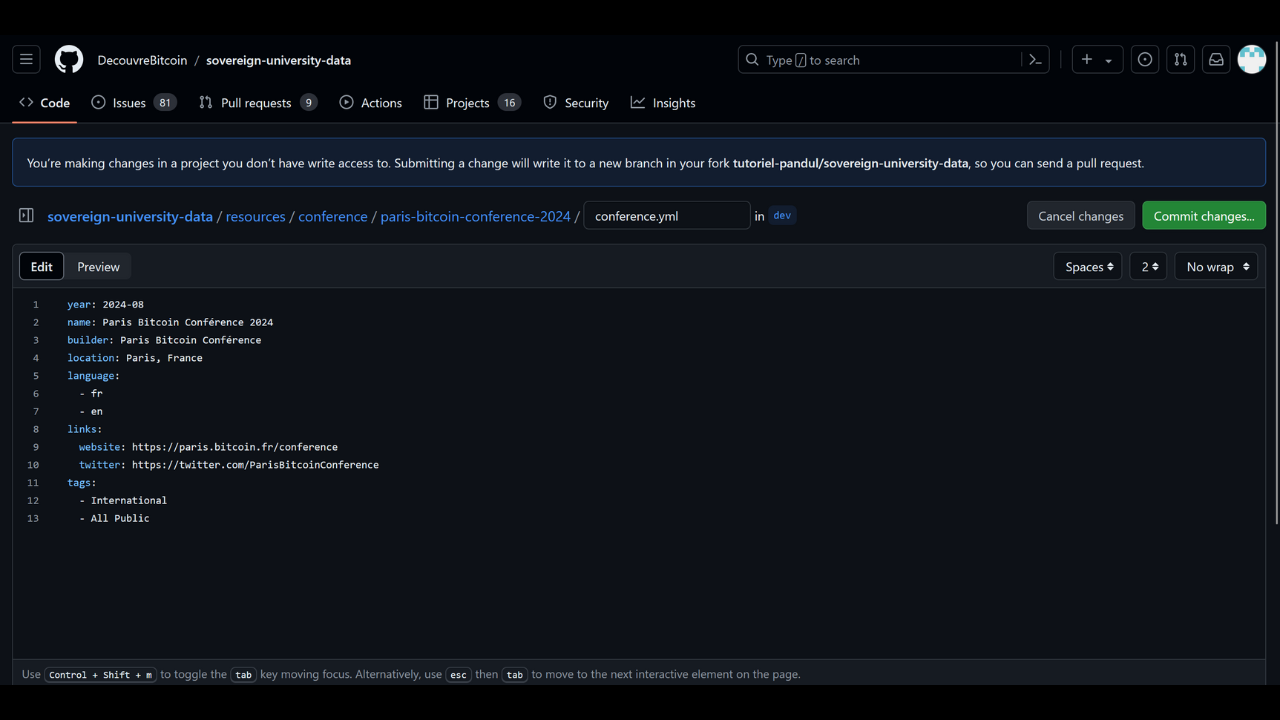 DecouvreBitcoin / sovereign-university-data
Type / to search
Code
Issues 81
Pull requests 9
Actions
Projects 16
Security
Insights
You're making changes in a project you don't have write access to. Submitting a change will write it to a new branch in your fork tutoriel-pandul/sovereign-university-data, so you can send a pull request.
sovereign-university-data / resources / conference / paris-bitcoin-conference-2024 / conference.yml in dev
Cancel changes
Commit changes...
Edit
Preview
Spaces
2
No wrap
1 year: 2024-08
2 name: Paris Bitcoin Conférence 2024
3 builder: Paris Bitcoin Conférence
4 location: Paris, France
5 language:
6 - fr
7 - en
8 links:
9 website: https://paris.bitcoin.fr/conference
10 twitter: https://twitter.com/ParisBitcoinConference
11 tags:
12 - International
13 - All Public
Use Control + Shift + m to toggle the tab key moving focus. Alternatively, use esc then tab to move to the next interactive element on the page.